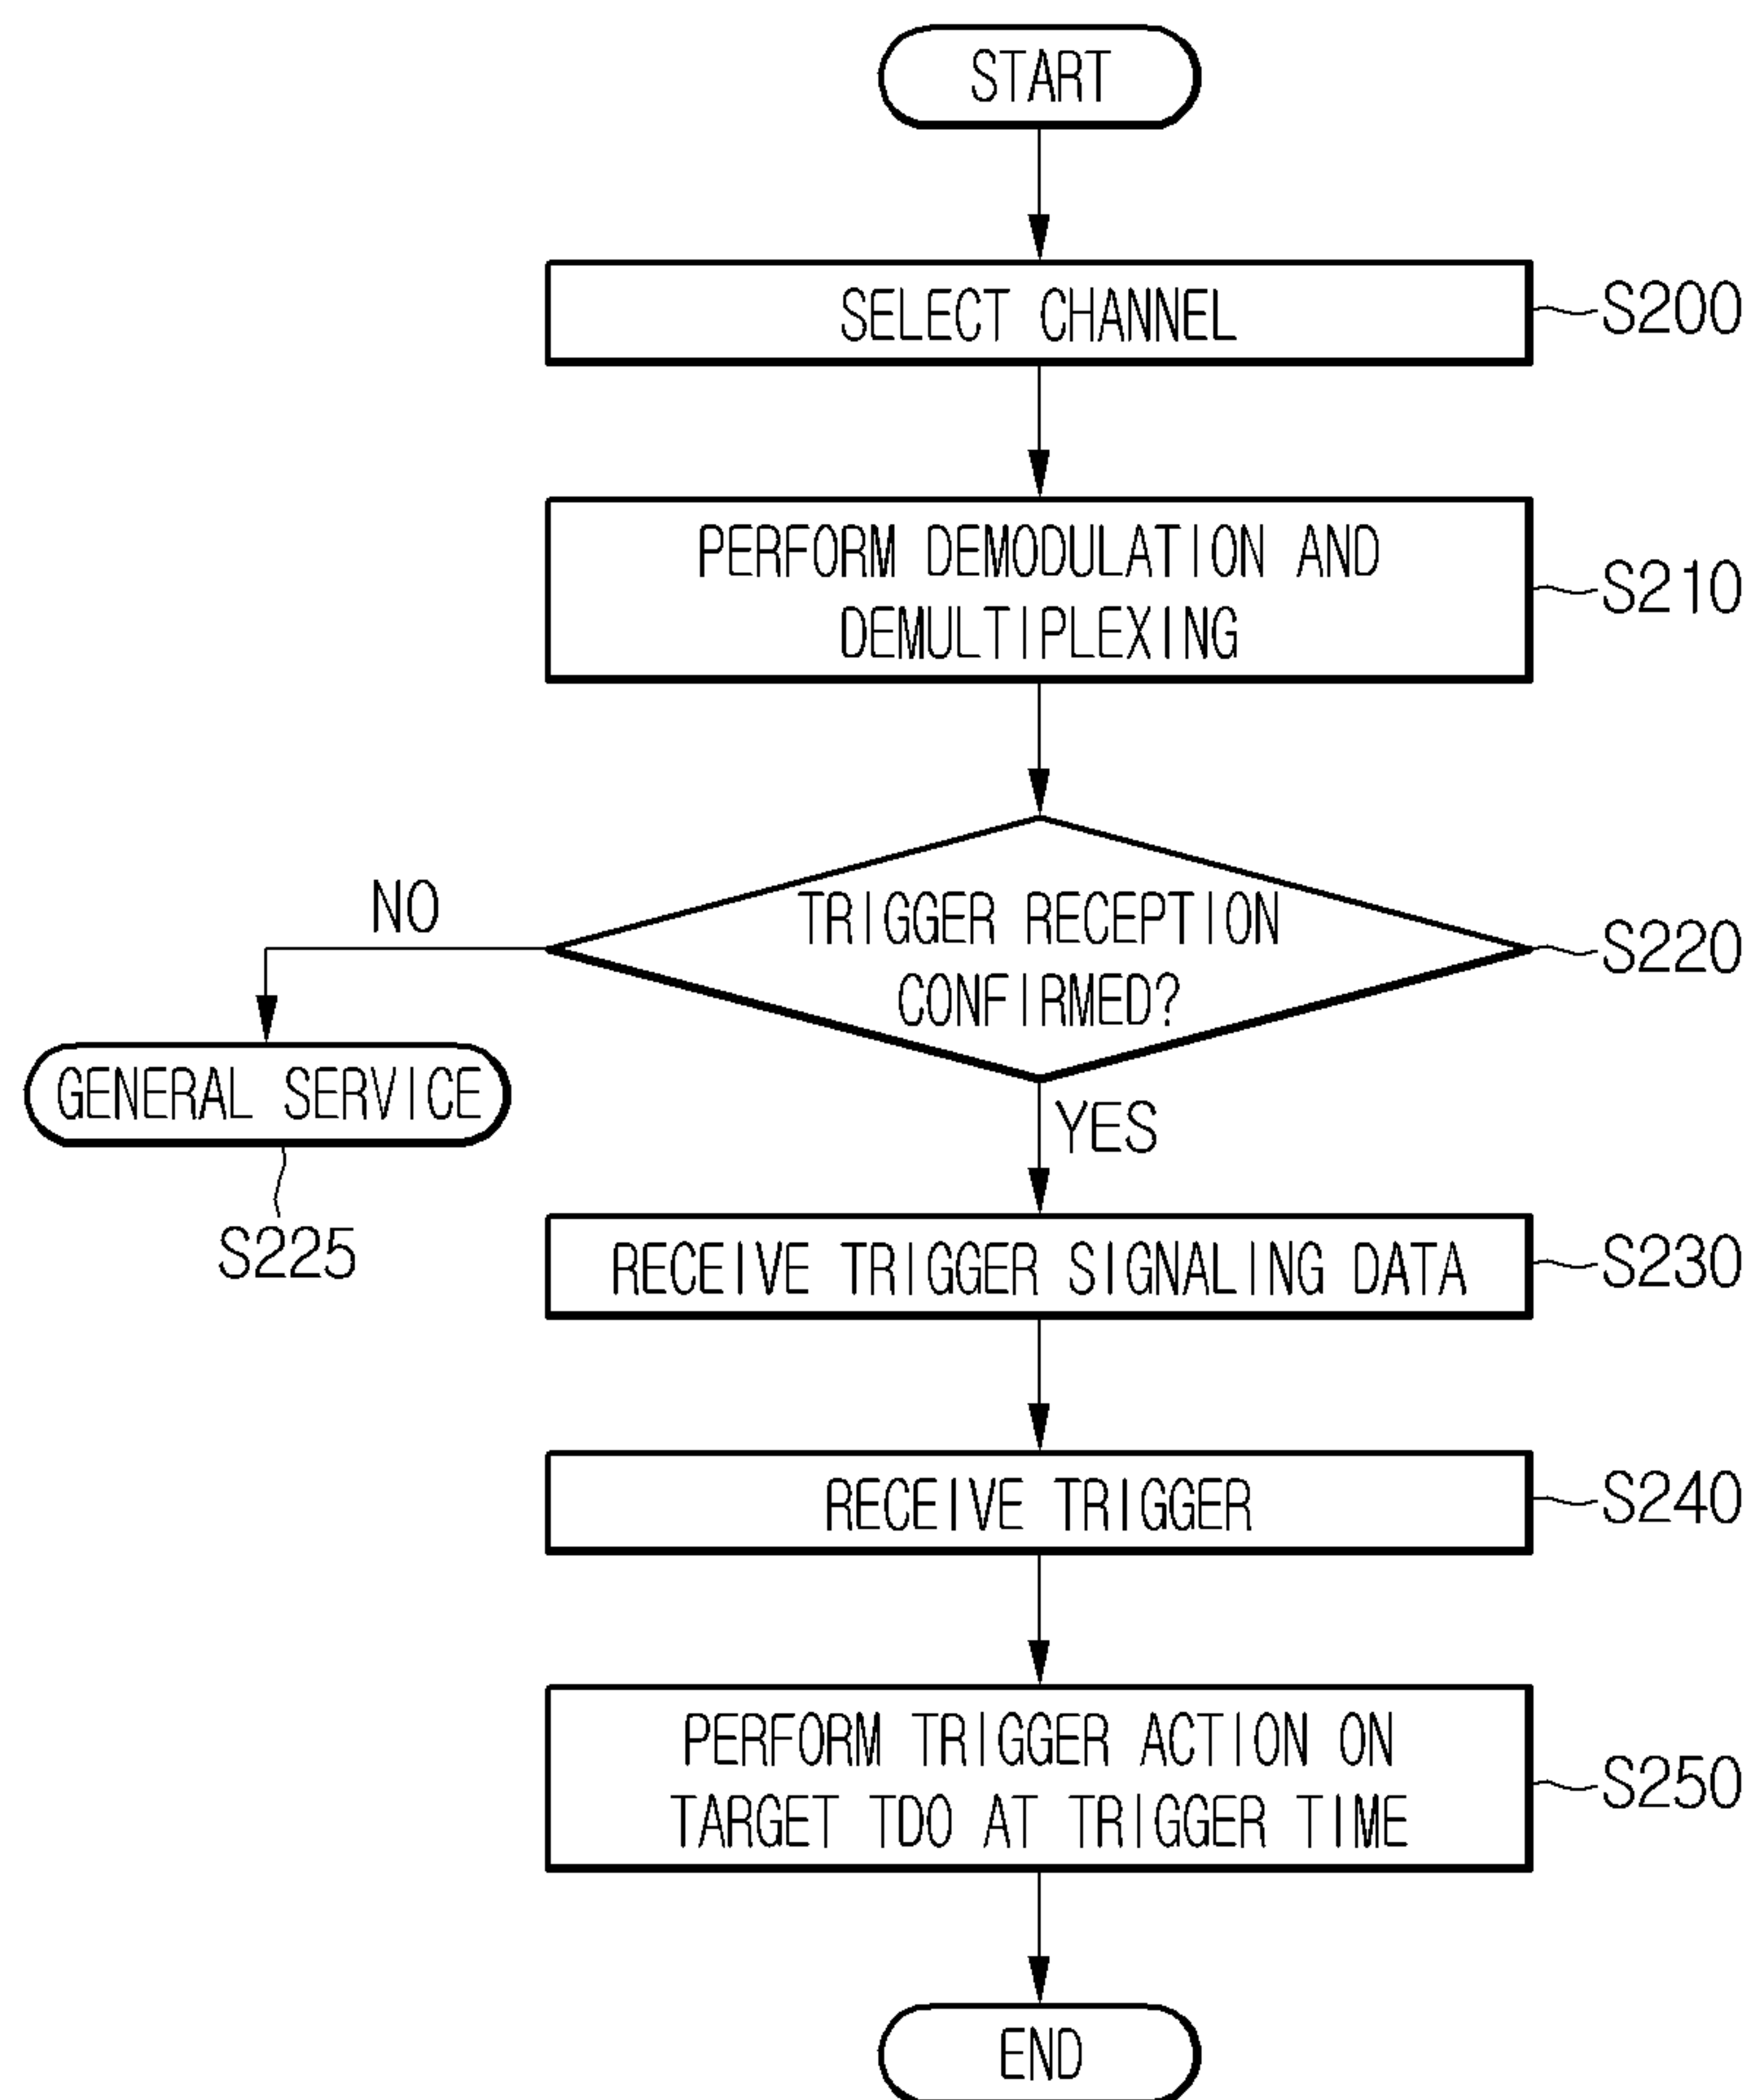 START
SELECT CHANNEL
S200
PERFORM DEMODULATION AND
DEMULTIPLEXING
S210
TRIGGER RECEPTION
CONFIRMED?
S220
NO
GENERAL SERVICE
S225
YES
RECEIVE TRIGGER SIGNALING DATA
S230
RECEIVE TRIGGER
S240
PERFORM TRIGGER ACTION ON
TARGET TDO AT TRIGGER TIME
S250
END